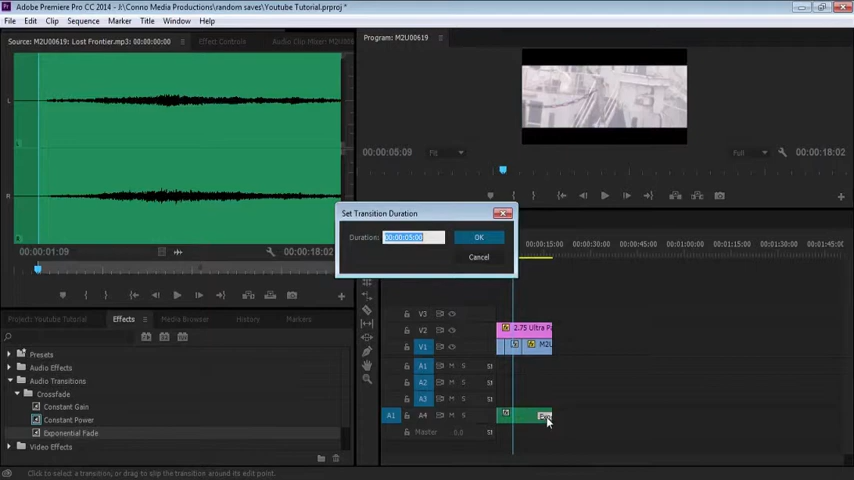 Adobe Premiere Pro CC 2014 - J:\Conno Media Productions\random saves\Youtube Tutorial.prproj *
File Edit Clip Sequence Marker Title Window Help
Source: M2U00619: Lost Frontier.mp3: 00:00:00:00 Effect Controls Audio Clip Mixer: M2U00619
Program: M2U00619
L
R
00:00:01:09 00:00:18:02
00:00:05:09 Fit Full 00:00:18:02
Set Transition Duration
Duration: 00:00:05:00 OK
Cancel
00:00:15:00 00:00:30:00 00:00:45:00 00:01:00:00 00:01:15:00 00:01:30:00 00:01:45:00
Project: Youtube Tutorial Effects Media Browser History Markers
Presets
Audio Effects
Audio Transitions
Crossfade
Constant Gain
Constant Power
Exponential Fade
Video Effects
V3
V2 fx 2.75 Ultra Pa
V1 fx fx M2U
A1 M S
A2 M S
A3 M S
A1 A4 M S fx Exp
Master 0.0
Click to select a transition, or drag to slip the transition around its edit point.